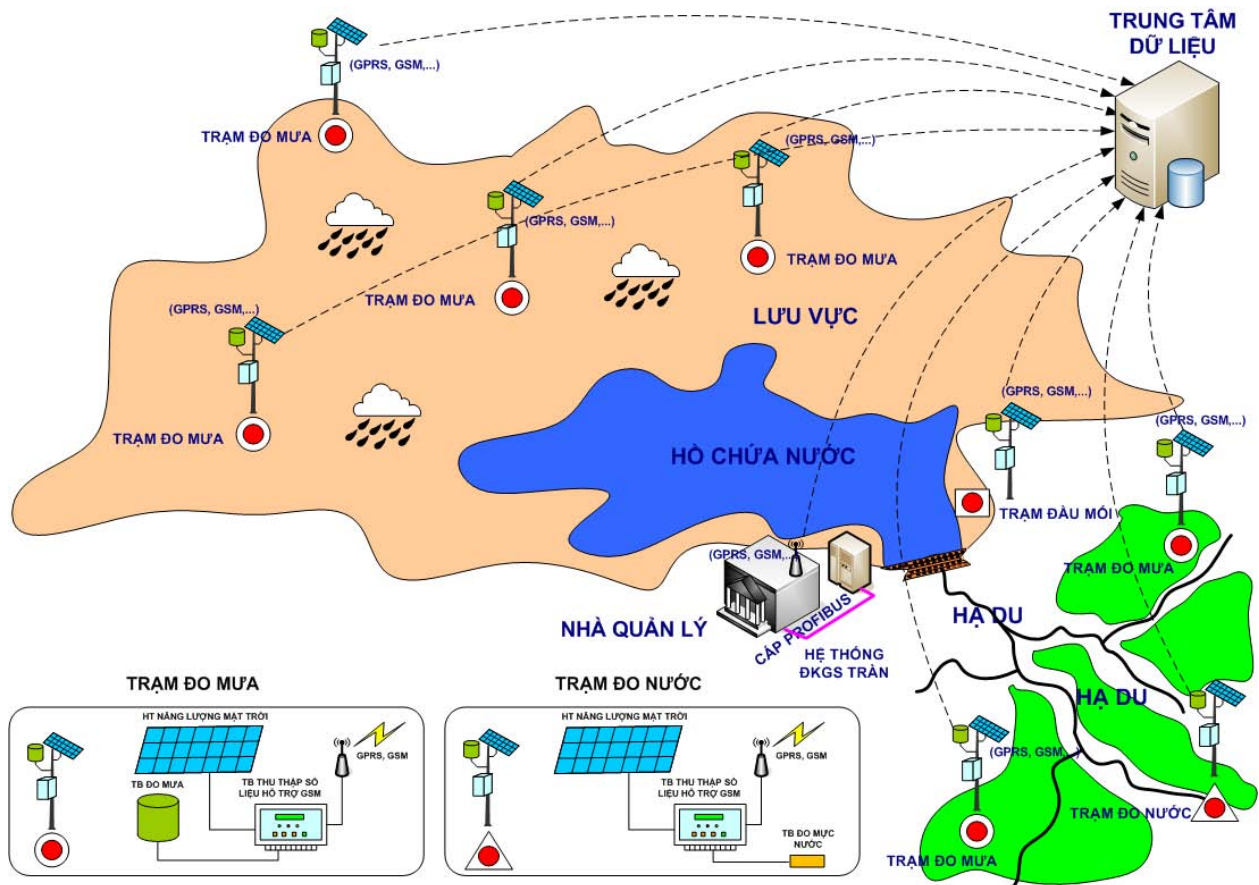 TRUNG TÂM
DỮ LIỆU
(GPRS, GSM,...)
TRẠM ĐO MƯA
(GPRS, GSM,...)
TRẠM ĐO MƯA
(GPRS, GSM,...)
TRẠM ĐO MƯA
(GPRS, GSM,...)
TRẠM ĐO MƯA
LƯU VỰC
HỒ CHỨA NƯỚC
(GPRS, GSM,...)
TRẠM ĐẦU MỐI
(GPRS, GSM,...)
TRẠM ĐO MƯA
(GPRS, GSM,...
NHÀ QUẢN LÝ
CÁP PROFIBUS
HỆ THỐNG
ĐKGS TRÀN
HẠ DU
HẠ DU
(GPRS, GSM,...)
TRẠM ĐO NƯỚC
TRẠM ĐO MƯA
TRẠM ĐO MƯA
HT NĂNG LƯỢNG MẶT TRỜI
GPRS, GSM
TB ĐO MƯA
TB THU THẬP SỐ
LIỆU HỖ TRỢ GSM
TRẠM ĐO NƯỚC
HT NĂNG LƯỢNG MẶT TRỜI
GPRS, GSM
TB THU THẬP SỐ
LIỆU HỖ TRỢ GSM
TB ĐO MỰC
NƯỚC